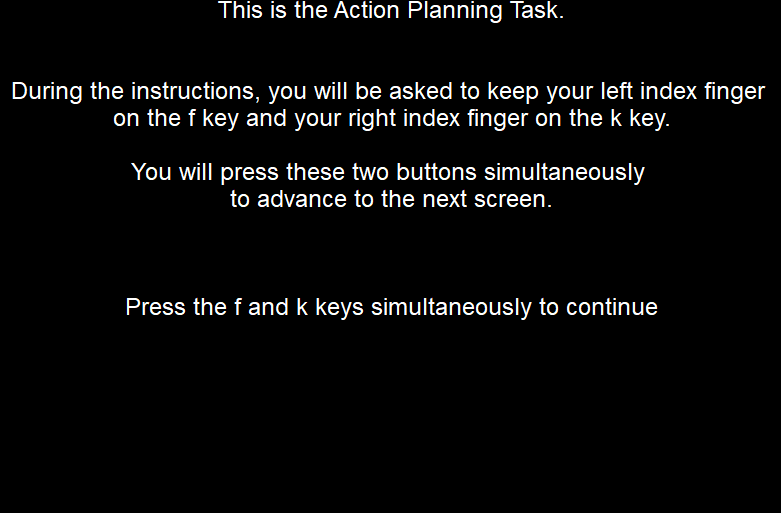 This is the Action Planning Task.
During the instructions, you will be asked to keep your left index finger
on the f key and your right index finger on the k key.
You will press these two buttons simultaneously
to advance to the next screen.
Press the f and k keys simultaneously to continue